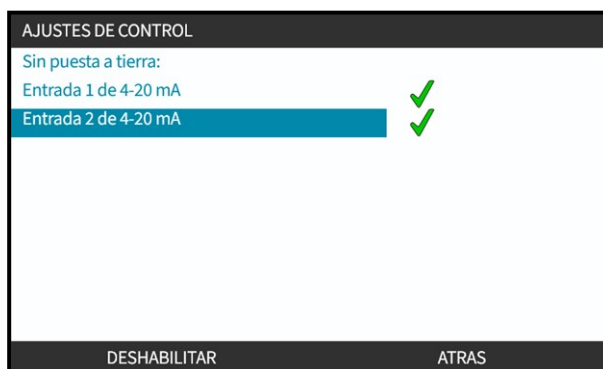 AJUSTES DE CONTROL
Sin puesta a tierra:
Entrada 1 de 4-20 mA
Entrada 2 de 4-20 mA
DESHABILITAR ATRAS